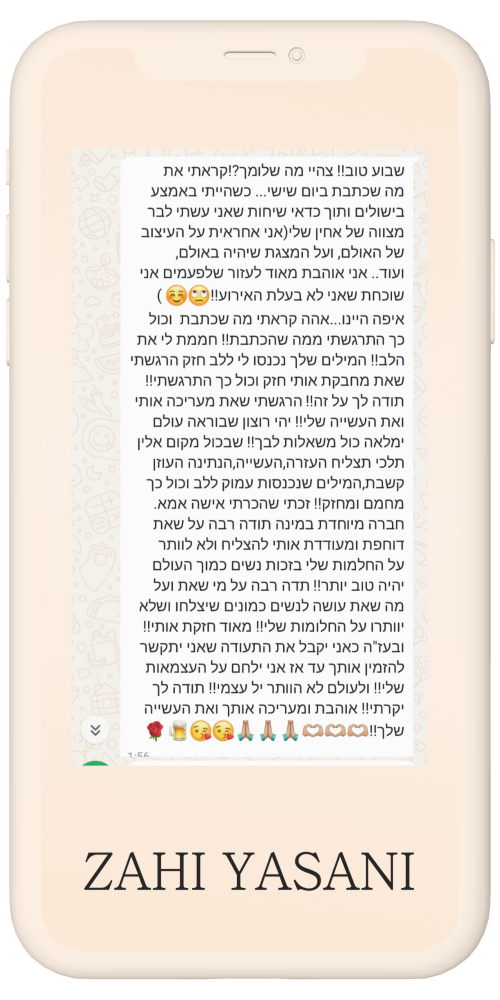 שבוע טוב!! צהיי מה שלומך?!קראתי את
מה שכתבת ביום שישי... כשהייתי באמצע
בישולים ותוך כדאי שיחות שאני עשתי לבר
מצווה של אחין שלי(אני אחראית על העיצוב
של האולם, ועל המצגת שיהיה באולם,
ועוד.. אני אוהבת מאוד לעזור שלפעמים אני
שוכחת שאני לא בעלת האירוע!!🙄☺️ )
איפה היינו...אהה קראתי מה שכתבת וכול
כך התרגשתי ממה שהכתבת!! חממת לי את
הלב!! המילים שלך נכנסו לי ללב חזק הרגשתי
שאת מחבקת אותי חזק וכול כך התרגשתי!!
תודה לך על זה!! הרגשתי שאת מעריכה אותי
ואת העשייה שלי!! יהי רוצון שבוראה עולם
ימלאה כול משאלות לבך!! שבכול מקום אלין
תלכי תצליח העזרה,העשייה,הנתינה העוזן
קשבת,המילים שנכנסות עמוק ללב וכול כך
מחמם ומחזק!! זכתי שהכרתי אישה אמא.
חברה מיוחדת במינה תודה רבה על שאת
דוחפת ומעודדת אותי להצליח ולא לוותר
על החלמות שלי בזכות נשים כמוך העולם
יהיה טוב יותר!! תדה רבה על מי שאת ועל
מה שאת עושה לנשים כמונים שיצלחו ושלא
יוותרו על החלומות שלי!! מאוד חזקת אותי!!
ובעז"ה כאני יקבל את התעודה שאני יתקשר
להזמין אותך עד אז אני ילחם על העצמאות
שלי!! ולעולם לא הוותר יל עצמי!! תודה לך
יקרתי!! אוהבת ומעריכה אותך ואת העשייה
שלך!!🫶🏼🫶🏼🫶🏼🙏🏼🙏🏼🙏🏼😘😘🍺🌹
1:56
ZAHI YASANI